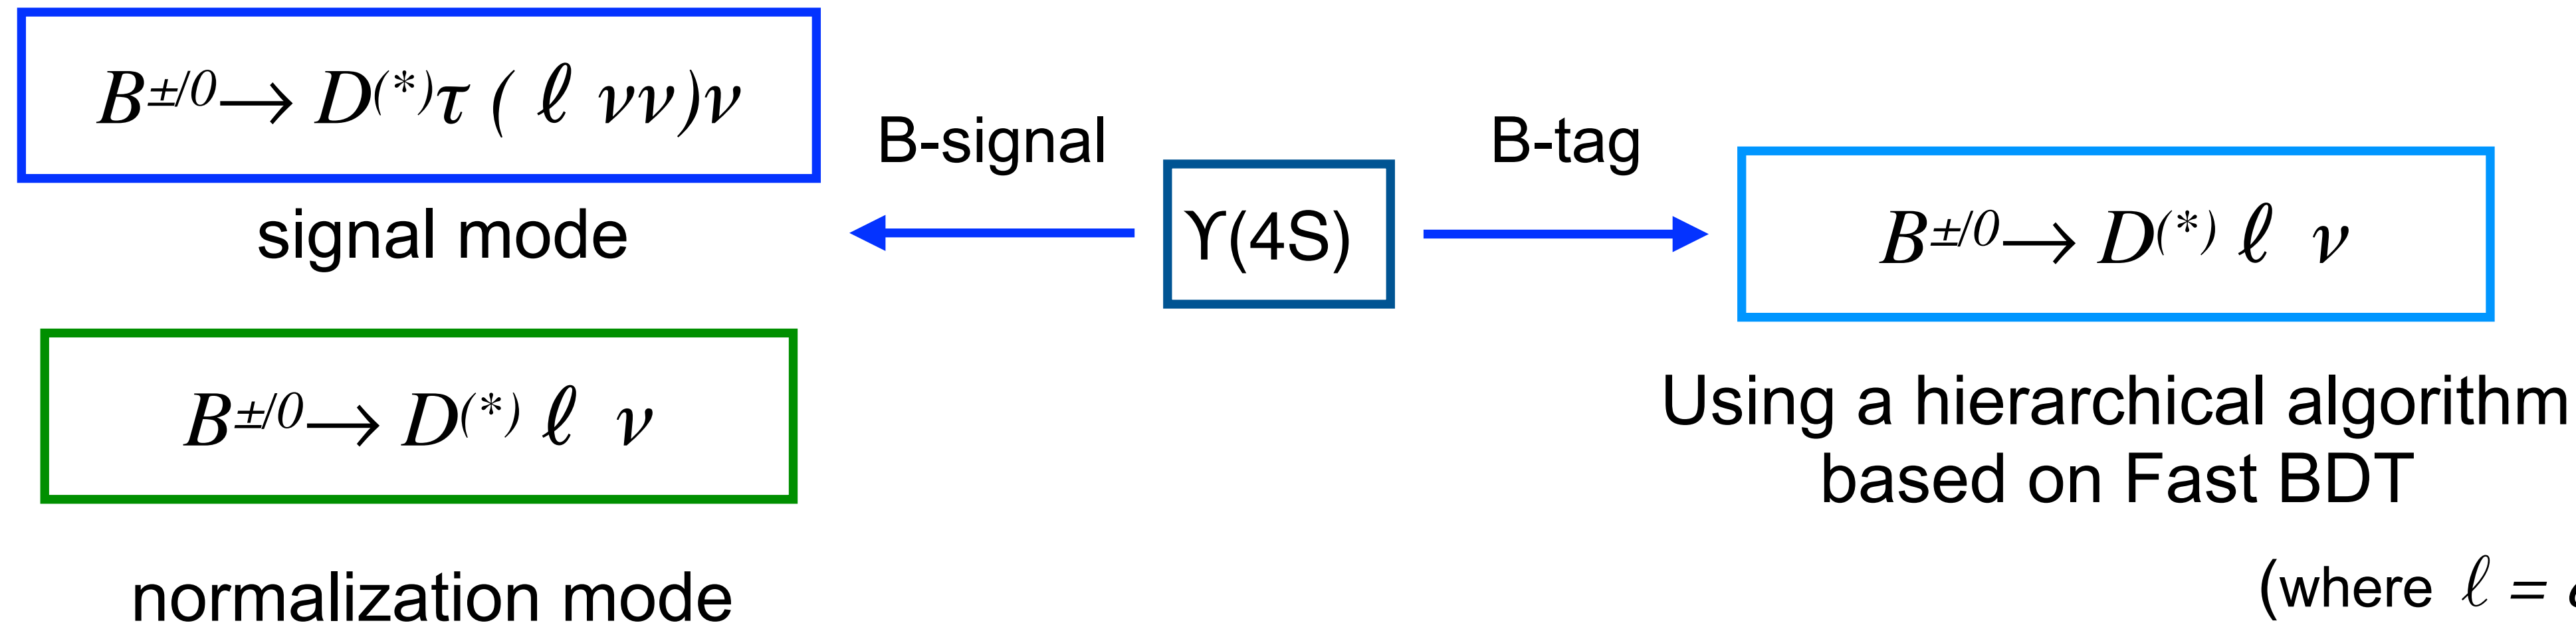 B±/0→ D(*)τ ( ℓ νν)ν
signal mode
B-signal
ϒ(4S)
B-tag
B±/0→ D(*) ℓ ν
Using a hierarchical algorithm
based on Fast BDT
B±/0→ D(*) ℓ ν
normalization mode
(where ℓ =